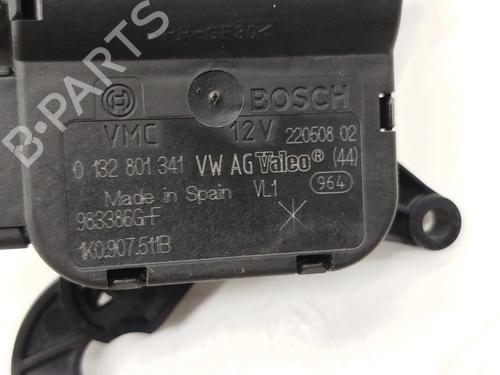 B-PARTS
BOSCH
VMC 12V 220508 02
0 132 801 341 VW AG Valeo® (44)
Made in Spain VL1 964
983386G-F
1K0.907.511B